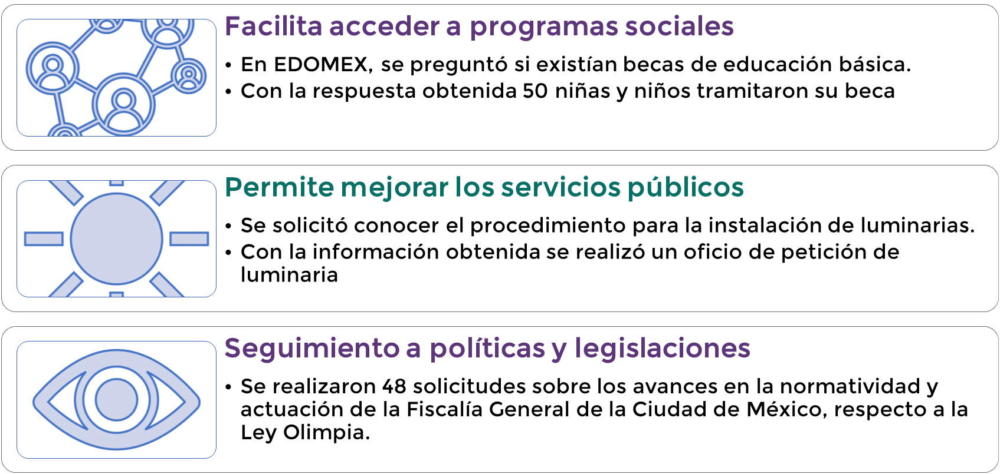 Facilita acceder a programas sociales
• En EDOMEX, se preguntó si existían becas de educación básica.
• Con la respuesta obtenida 50 niñas y niños tramitaron su beca
Permite mejorar los servicios públicos
• Se solicitó conocer el procedimiento para la instalación de luminarias.
• Con la información obtenida se realizó un oficio de petición de
luminaria
Seguimiento a políticas y legislaciones
• Se realizaron 48 solicitudes sobre los avances en la normatividad y
actuación de la Fiscalía General de la Ciudad de México, respecto a la
Ley Olimpia.